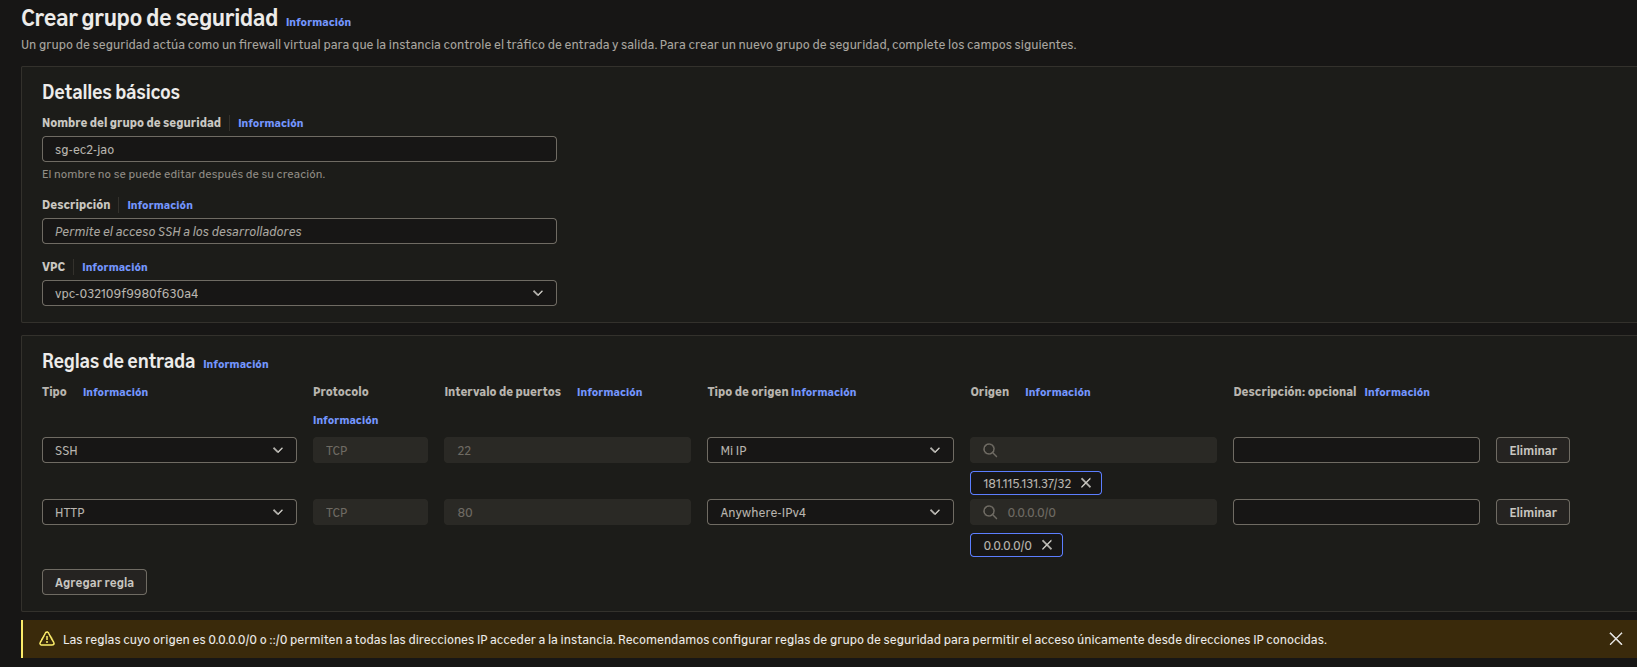 Crear grupo de seguridad Información
Un grupo de seguridad actúa como un firewall virtual para que la instancia controle el tráfico de entrada y salida. Para crear un nuevo grupo de seguridad, complete los campos siguientes.
Detalles básicos
Nombre del grupo de seguridad Información
sg-ec2-jao
El nombre no se puede editar después de su creación.
Descripción Información
Permite el acceso SSH a los desarrolladores
VPC Información
vpc-032109f9980f630a4
Reglas de entrada Información
Tipo Información Protocolo Intervalo de puertos Información Tipo de origen Información Origen Información Descripción: opcional Información
Información
SSH TCP 22 Mi IP Eliminar
181.115.131.37/32
HTTP TCP 80 Anywhere-IPv4 0.0.0.0/0 Eliminar
0.0.0.0/0
Agregar regla
Las reglas cuyo origen es 0.0.0.0/0 o ::/0 permiten a todas las direcciones IP acceder a la instancia. Recomendamos configurar reglas de grupo de seguridad para permitir el acceso únicamente desde direcciones IP conocidas.